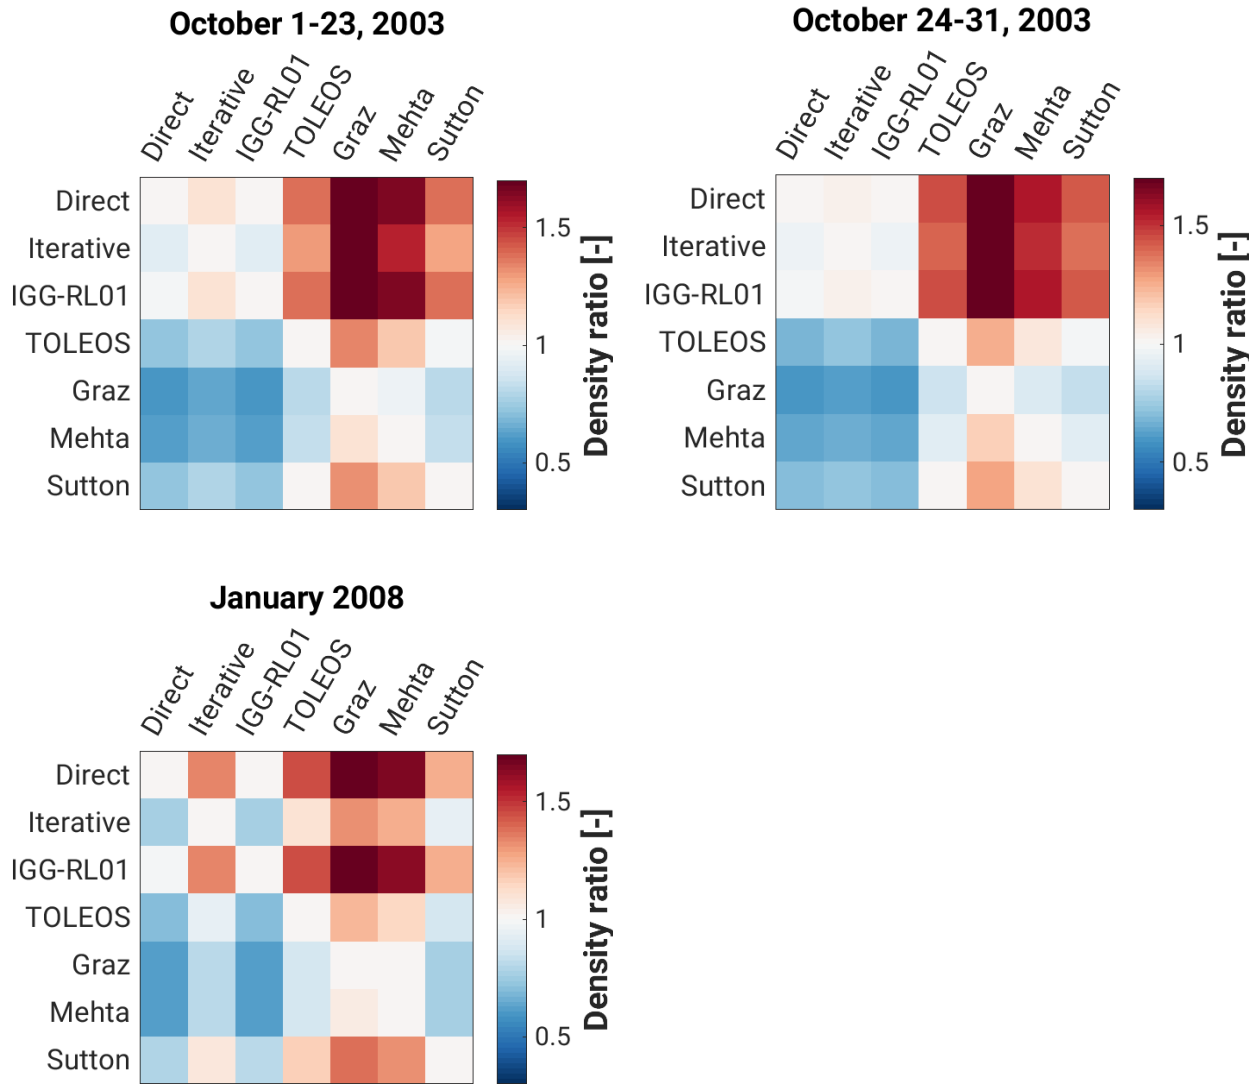 October 1-23, 2003
Direct Iterative IGG-RL01 TOLEOS Graz Mehta Sutton
Direct
Iterative
IGG-RL01
TOLEOS
Graz
Mehta
Sutton
1.5
1
0.5
Density ratio [-]
October 24-31, 2003
Direct Iterative IGG-RL01 TOLEOS Graz Mehta Sutton
Direct
Iterative
IGG-RL01
TOLEOS
Graz
Mehta
Sutton
1.5
1
0.5
Density ratio [-]
January 2008
Direct Iterative IGG-RL01 TOLEOS Graz Mehta Sutton
Direct
Iterative
IGG-RL01
TOLEOS
Graz
Mehta
Sutton
1.5
1
0.5
Density ratio [-]